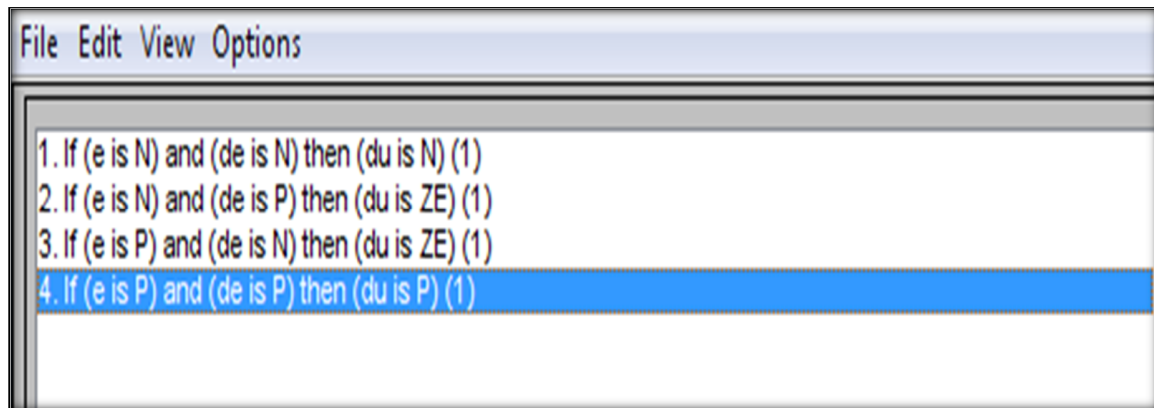 File Edit View Options
1. If (e is N) and (de is N) then (du is N) (1)
2. If (e is N) and (de is P) then (du is ZE) (1)
3. If (e is P) and (de is N) then (du is ZE) (1)
4. If (e is P) and (de is P) then (du is P) (1)